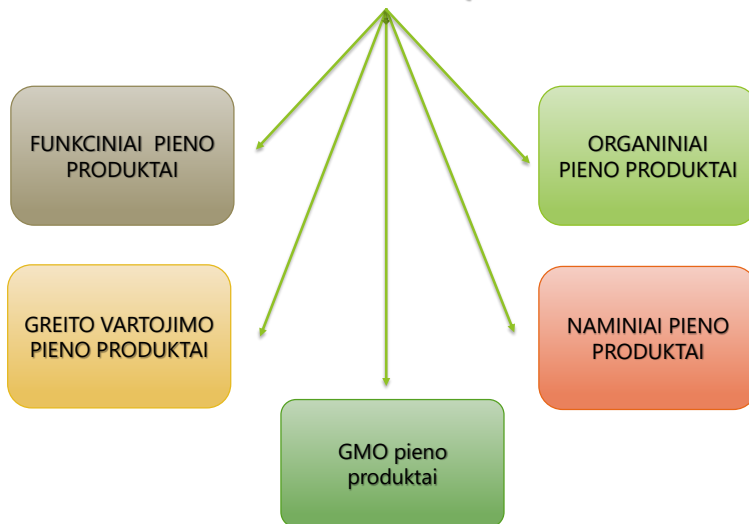 FUNKCINIAI PIENO
PRODUKTAI
ORGANINIAI
PIENO PRODUKTAI
GREITO VARTOJIMO
PIENO PRODUKTAI
NAMINIAI PIENO
PRODUKTAI
GMO pieno
produktai